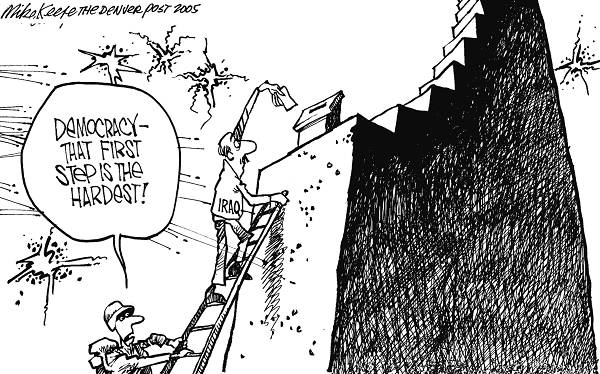 MIKE KEEFE THE DENVER POST 2005
DEMOCRACY-
THAT FIRST
STEP IS THE
HARDEST!
IRAQ